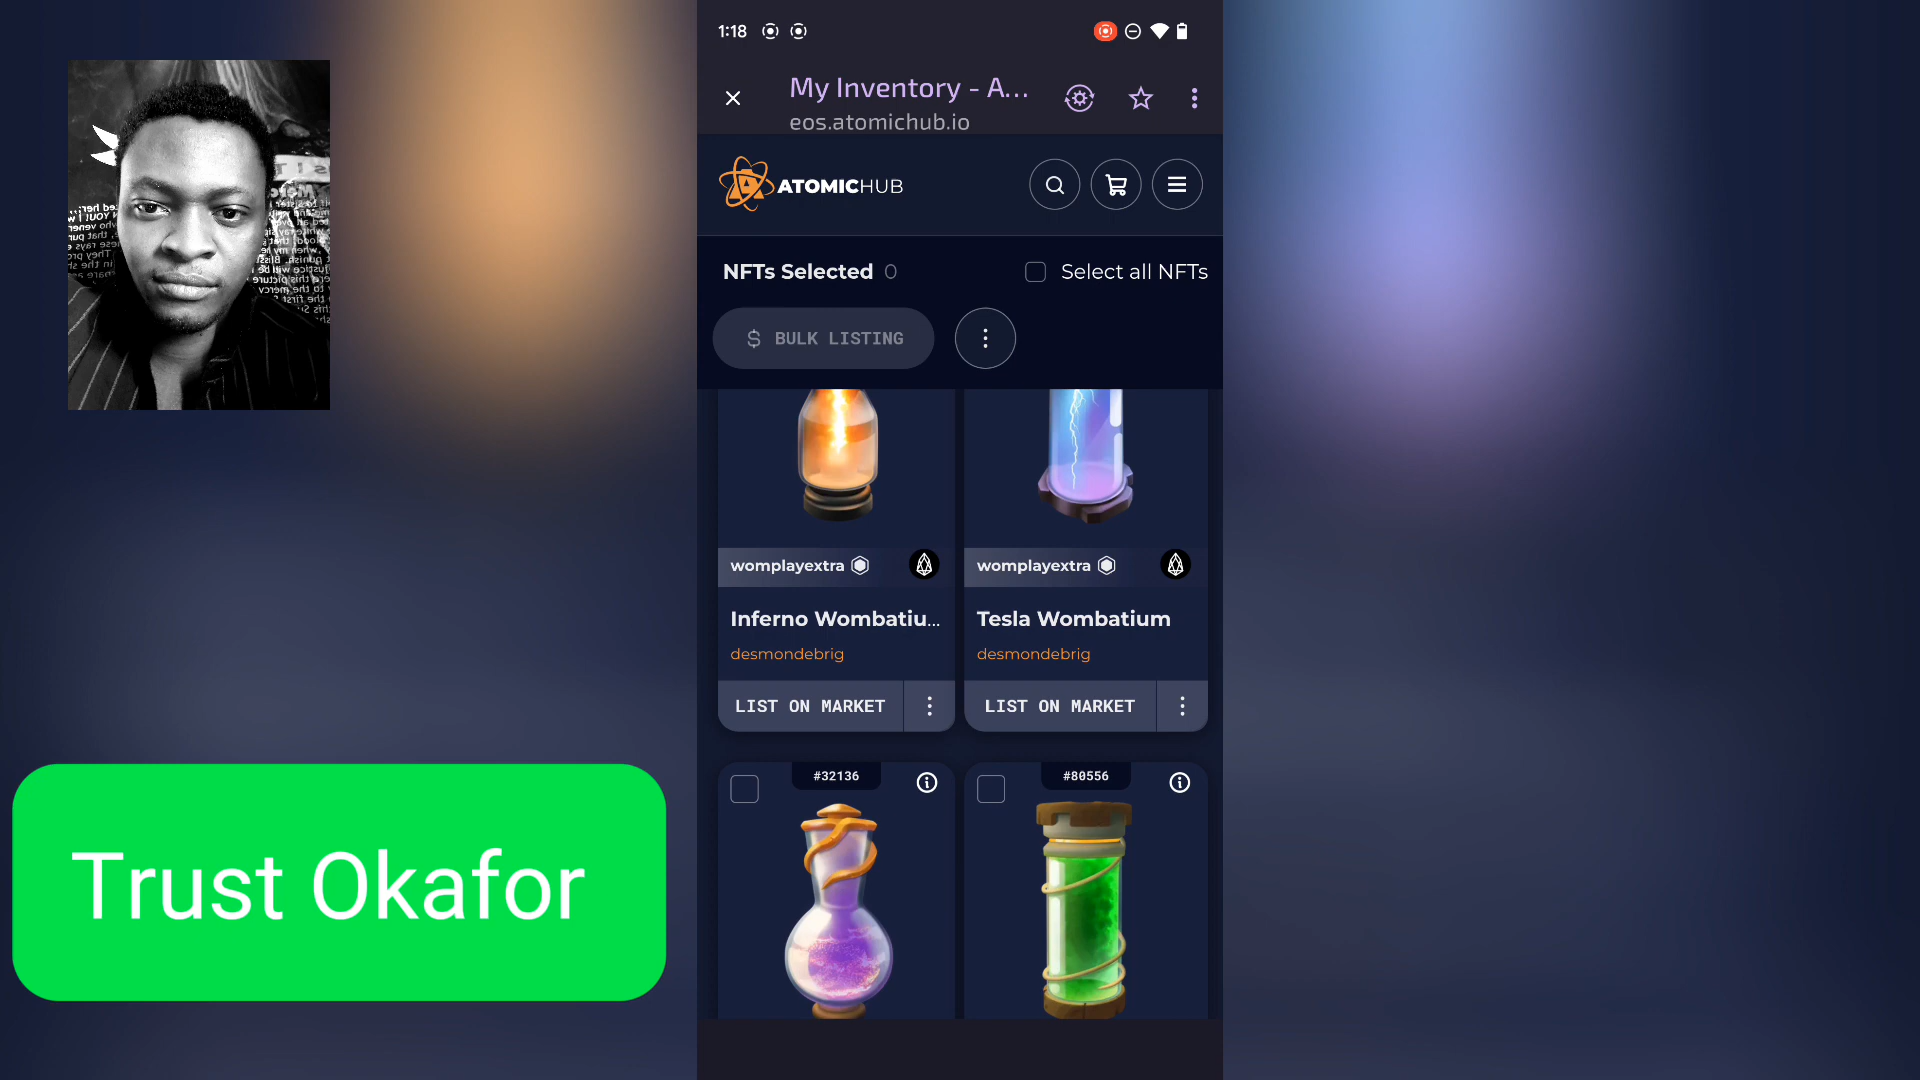 1:18
My Inventory - A...
eos.atomichub.io
ATOMICHUB
NFTs Selected 0
Select all NFTs
$ BULK LISTING
womplayextra
womplayextra
Inferno Wombatiu...
Tesla Wombatium
desmondebrig
desmondebrig
LIST ON MARKET
LIST ON MARKET
#32136
#80556
Trust Okafor